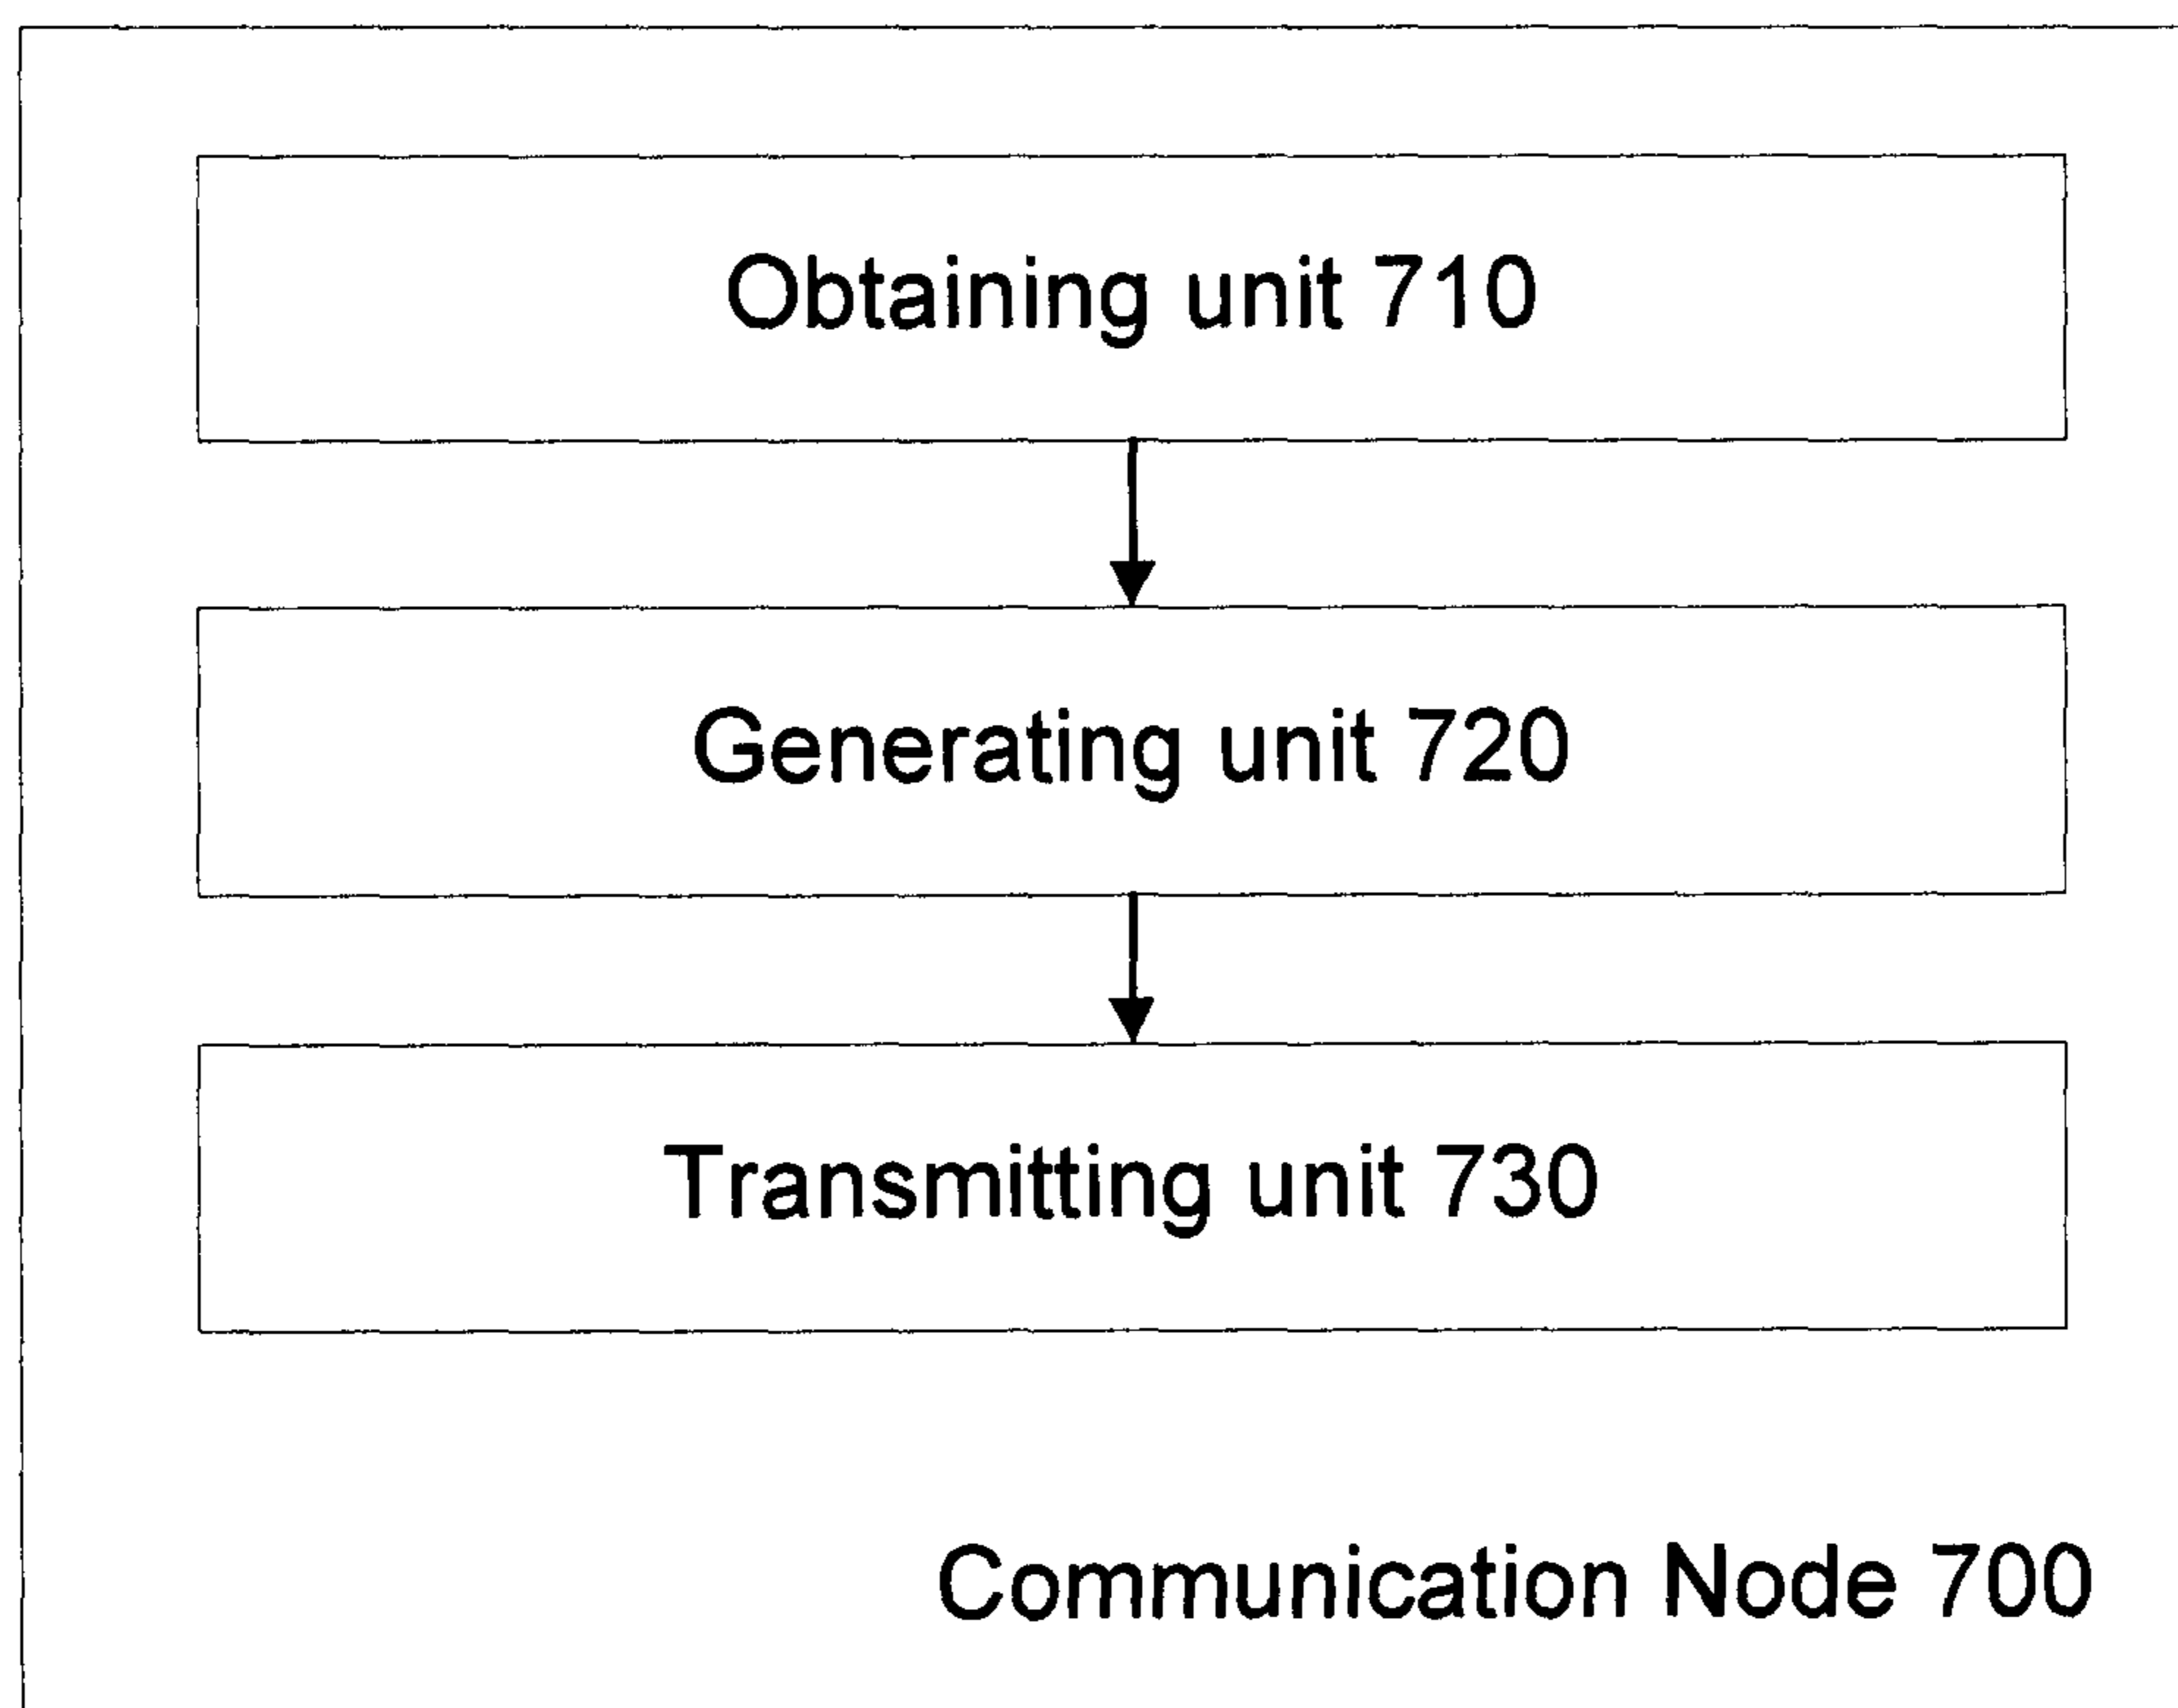 Obtaining unit 710
Generating unit 720
Transmitting unit 730
Communication Node 700